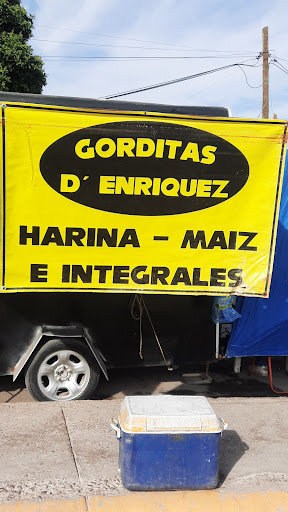 GORDITAS
D´ ENRIQUEZ
HARINA - MAIZ
E INTEGRALES